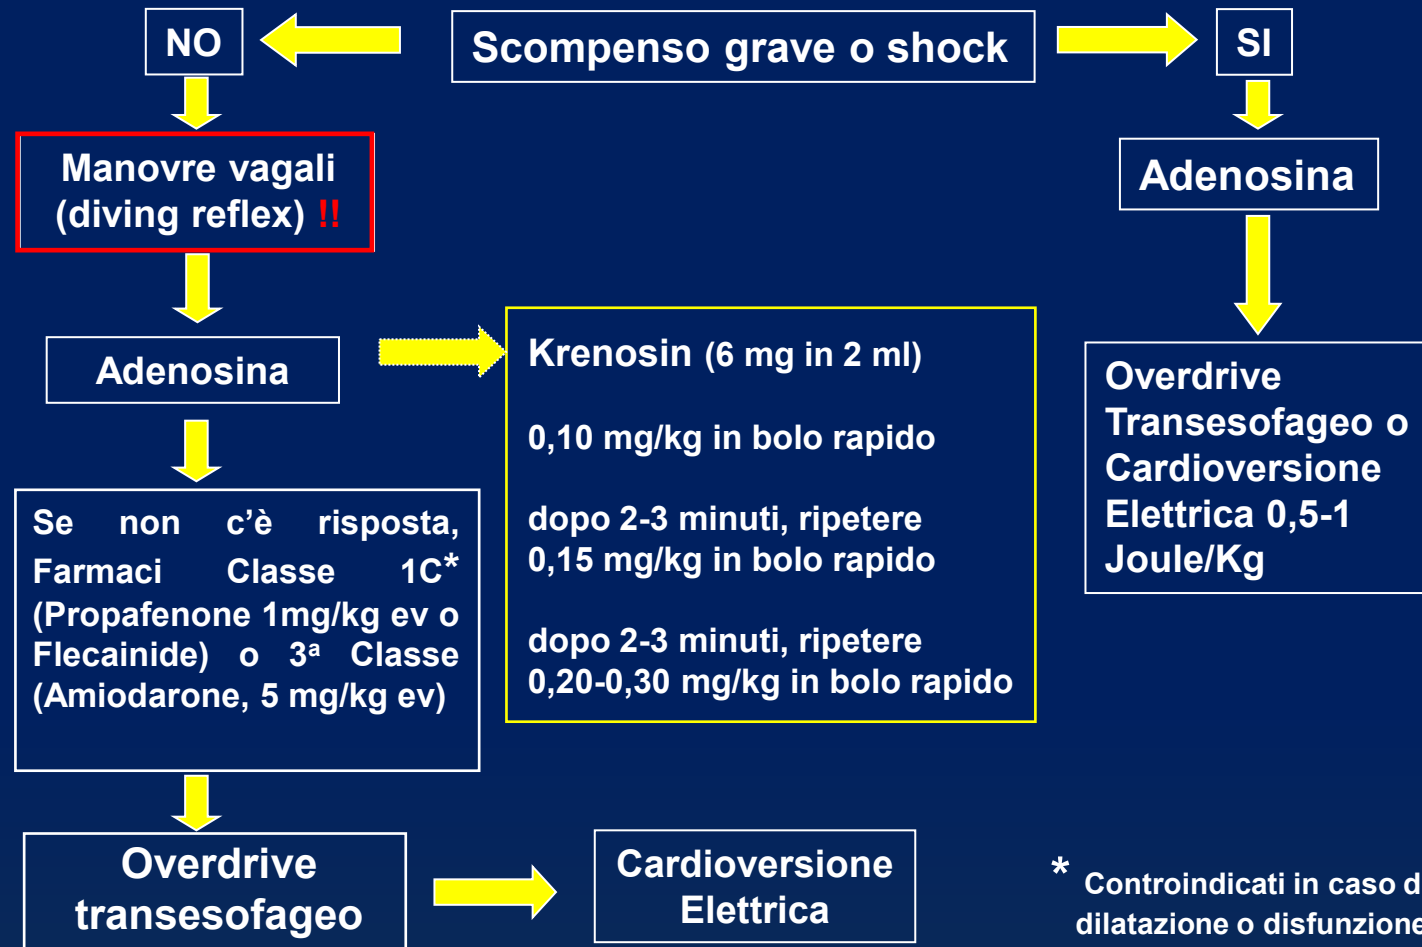 NO
Scompenso grave o shock
SI
Manovre vagali
(diving reflex) !!
Adenosina
Adenosina
Krenosin (6 mg in 2 ml)
0,10 mg/kg in bolo rapido
dopo 2-3 minuti, ripetere
0,15 mg/kg in bolo rapido
dopo 2-3 minuti, ripetere
0,20-0,30 mg/kg in bolo rapido
Overdrive
Transesofageo o
Cardioversione
Elettrica 0,5-1
Joule/Kg
Se non c'è risposta,
Farmaci Classe 1C*
(Propafenone 1mg/kg ev o
Flecainide) o 3ª Classe
(Amiodarone, 5 mg/kg ev)
Overdrive
transesofageo
Cardioversione
Elettrica
* Controindicati in caso d
dilatazione o disfunzione